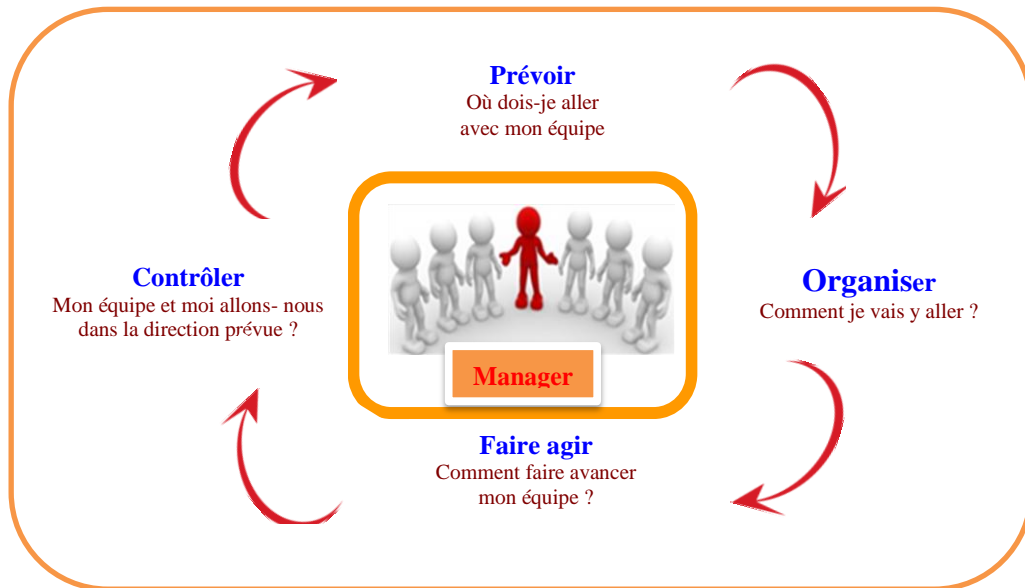 Prévoir
Où dois-je aller
avec mon équipe
Contrôler
Mon équipe et moi allons- nous
dans la direction prévue ?
Organiser
Comment je vais y aller ?
Manager
Faire agir
Comment faire avancer
mon équipe ?